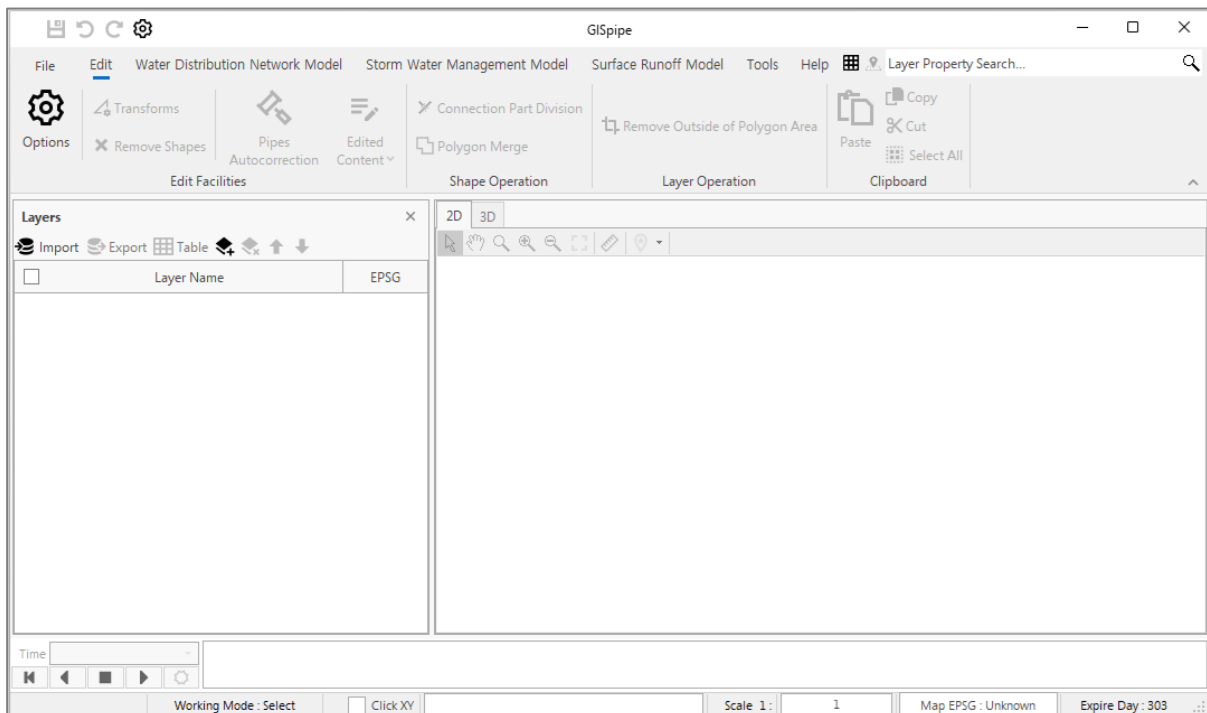 GISpipe
File Edit Water Distribution Network Model Storm Water Management Model Surface Runoff Model Tools Help Layer Property Search...
Options
Transforms
Remove Shapes
Pipes
Autocorrection
Edited
Content
Edit Facilities
Connection Part Division
Polygon Merge
Shape Operation
Remove Outside of Polygon Area
Layer Operation
Paste
Copy
Cut
Select All
Clipboard
Layers
Import Export Table
Layer Name EPSG
2D 3D
Time
Working Mode : Select Click XY Scale 1 : 1 Map EPSG : Unknown Expire Day : 303